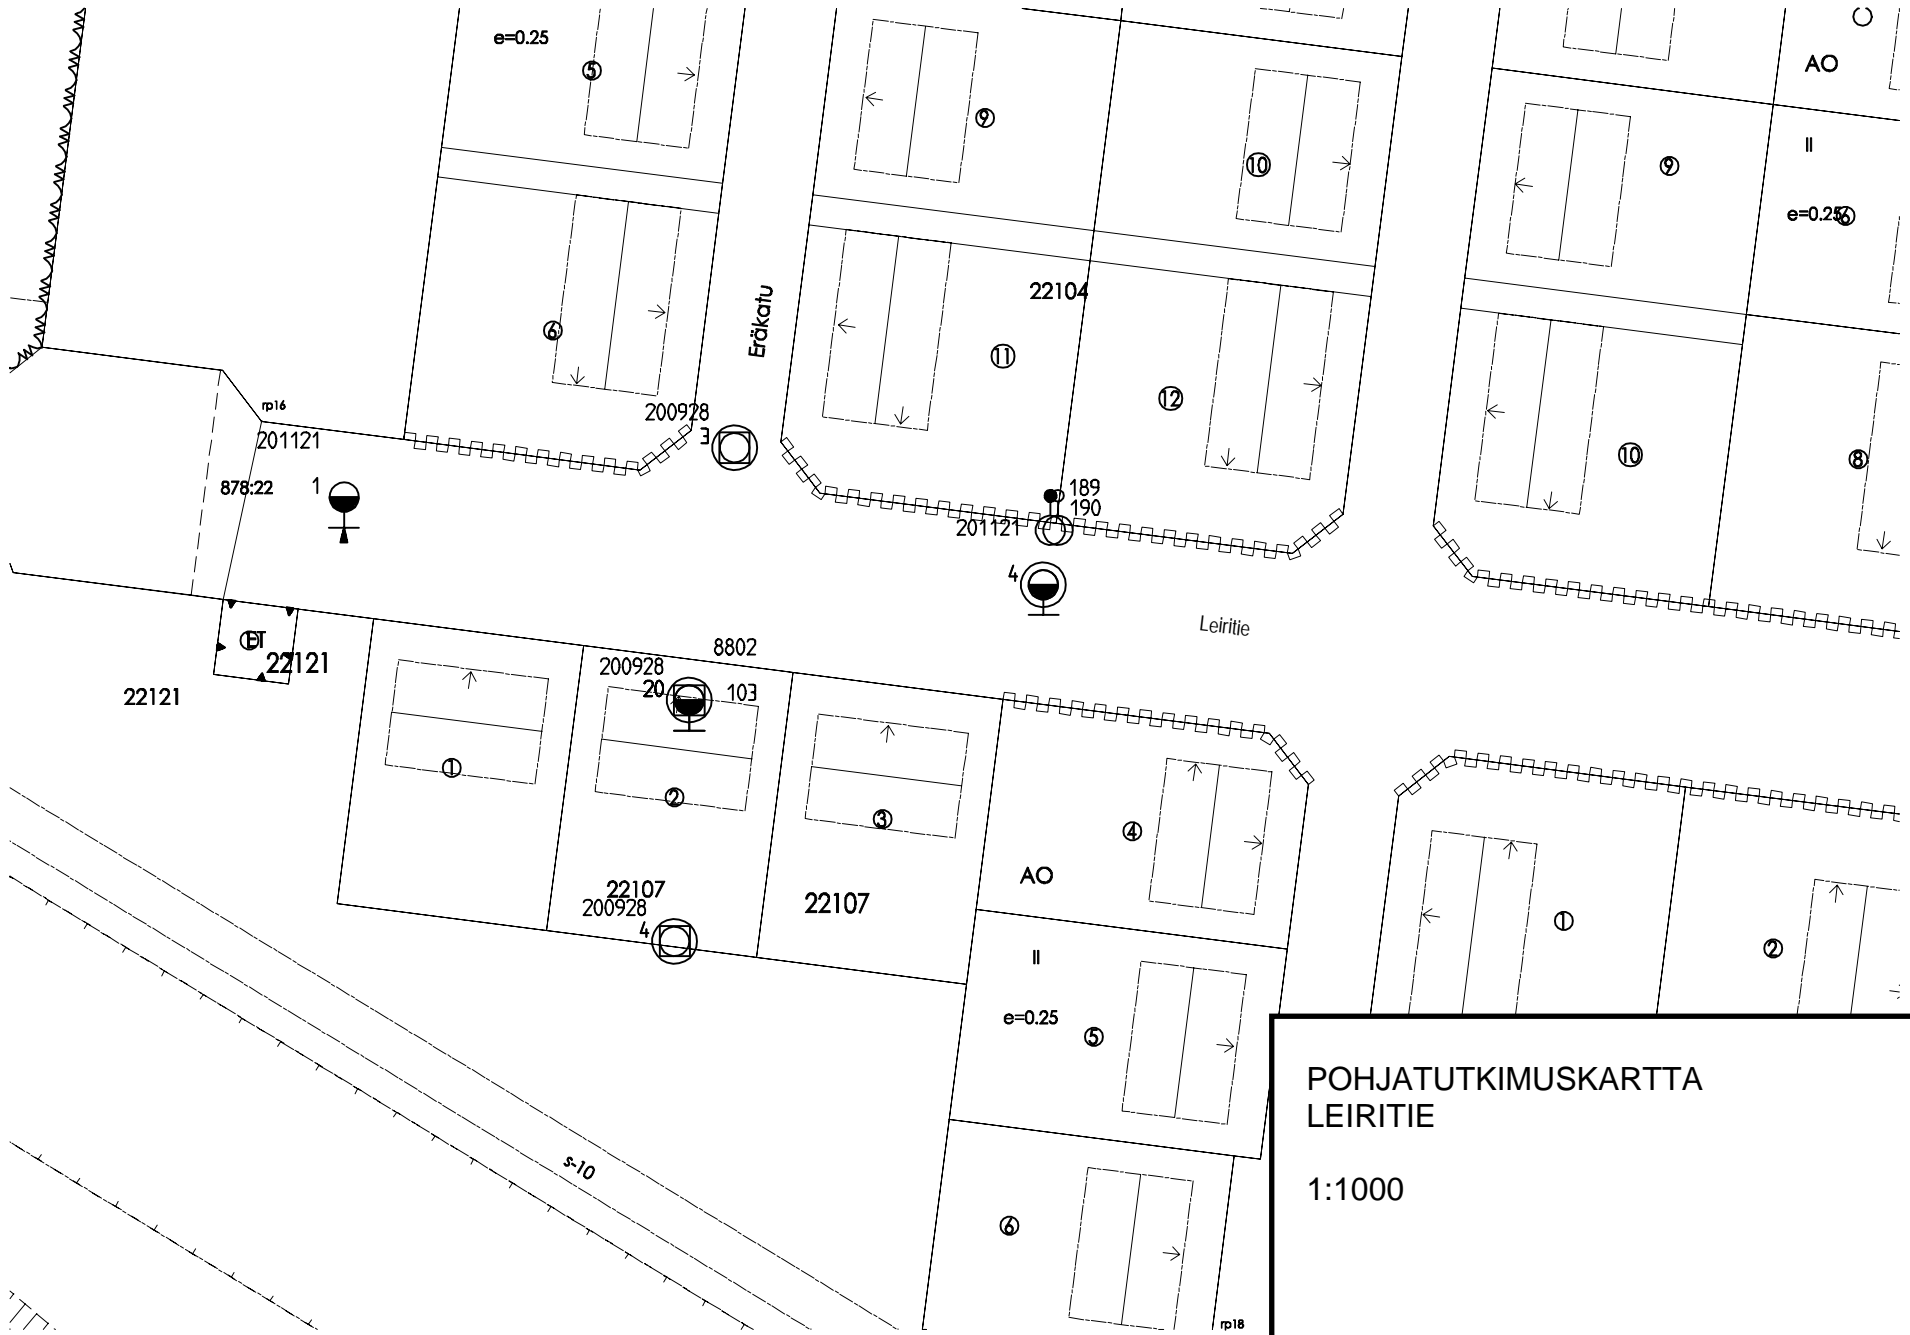 e=0.25
5
9
10
9
AO
II
e=0.25
6
6
Eräkatu
22104
11
12
10
8
rp16
201121
878:22
1
200928
3
189
190
201121
4
Leiritie
ET
22121
22121
8802
200928
20
103
1
2
3
4
AO
22107
200928
4
22107
II
e=0.25
5
1
2
s-10
6
rp18
POHJATUTKIMUSKARTTA
LEIRITIE
1:1000